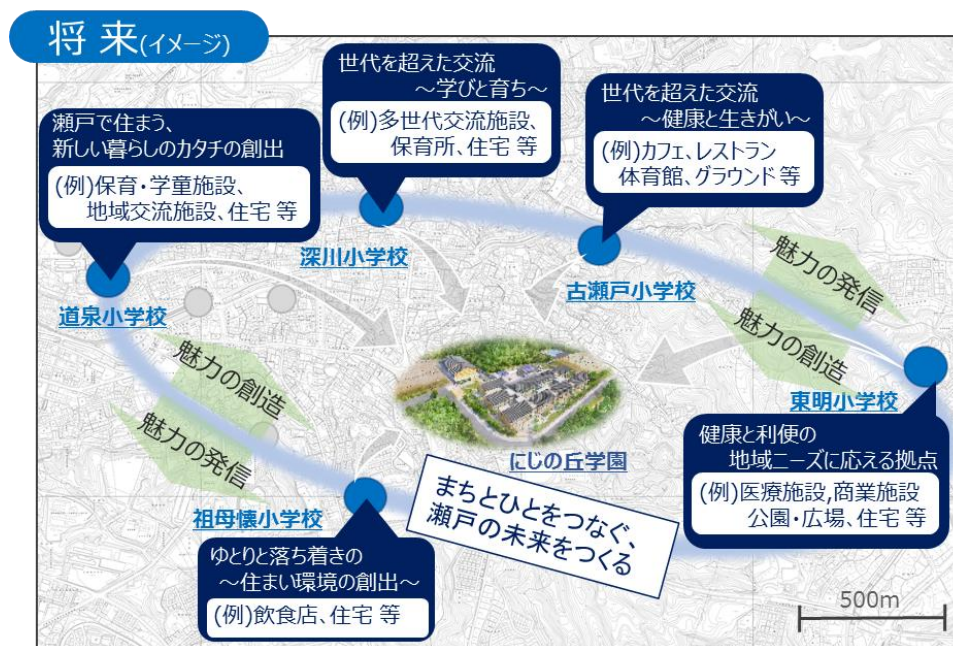 将 来(イメージ)
世代を超えた交流
～学びと育ち～
(例)多世代交流施設、
保育所、住宅 等
世代を超えた交流
～健康と生きがい～
(例)カフェ、レストラン
体育館、グラウンド 等
瀬戸で住まう、
新しい暮らしのカタチの創出
(例)保育・学童施設、
地域交流施設、住宅 等
深川小学校
古瀬戸小学校
道泉小学校
魅力の発信
魅力の創造
魅力の創造
魅力の発信
東明小学校
にじの丘学園
健康と利便の
地域ニーズに応える拠点
(例)医療施設,商業施設
公園・広場、住宅 等
まちとひとをつなぐ、
瀬戸の未来をつくる
祖母懐小学校
ゆとりと落ち着きの
～住まい環境の創出～
(例)飲食店、住宅 等
500m